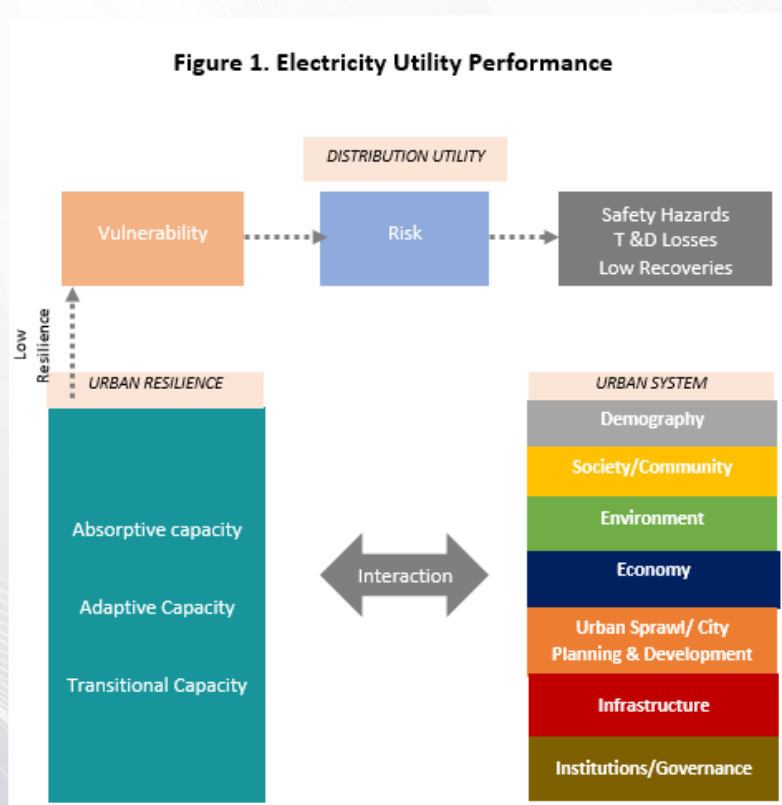 Figure 1. Electricity Utility Performance
DISTRIBUTION UTILITY
Vulnerability
Risk
Safety Hazards
T &D Losses
Low Recoveries
Low
Resilience
URBAN RESILIENCE
Absorptive capacity
Adaptive Capacity
Transitional Capacity
Interaction
URBAN SYSTEM
Demography
Society/Community
Environment
Economy
Urban Sprawl/ City
Planning & Development
Infrastructure
Institutions/Governance